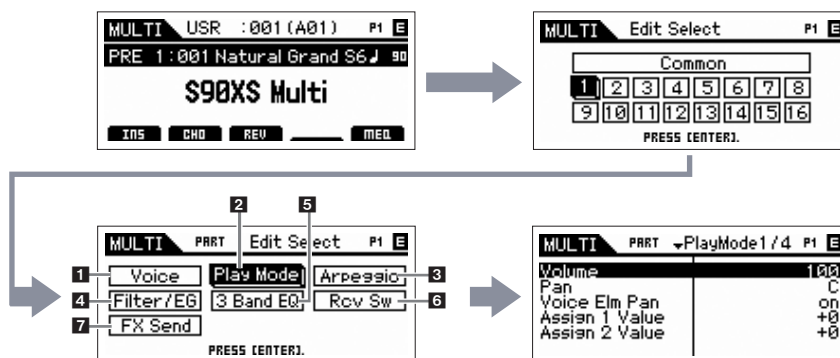 MULTI USR :001(A01) P1 E
PRE 1:001 Natural Grand S6 ♩ 90
S90XS Multi
INS CHO REV MEQ
MULTI Edit Select P1 E
Common
1 2 3 4 5 6 7 8
9 10 11 12 13 14 15 16
PRESS [ENTER].
2 5
MULTI PART Edit Select P1 E
1 Voice Play Mode Arpeggio 3
4 Filter/EG 3 Band EQ Rcv Sw 6
7 FX Send
PRESS [ENTER].
MULTI PART PlayMode1/4 P1 E
Volume 100
Pan C
Voice Elm Pan on
Assign 1 Value +0
Assign 2 Value +0